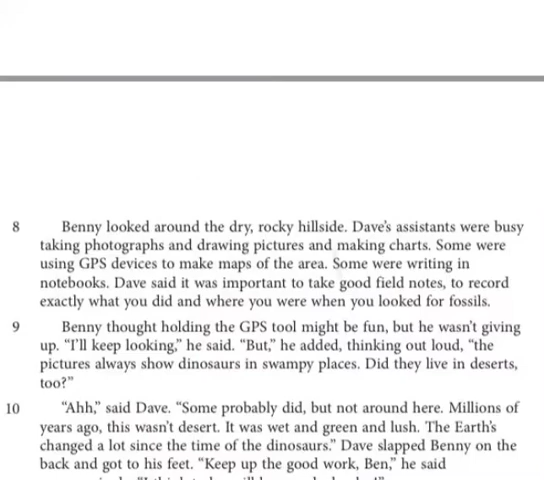 8 Benny looked around the dry, rocky hillside. Dave's assistants were busy
taking photographs and drawing pictures and making charts. Some were
using GPS devices to make maps of the area. Some were writing in
notebooks. Dave said it was important to take good field notes, to record
exactly what you did and where you were when you looked for fossils.
9 Benny thought holding the GPS tool might be fun, but he wasn't giving
up. “I'll keep looking,” he said. “But,” he added, thinking out loud, “the
pictures always show dinosaurs in swampy places. Did they live in deserts,
too?”
10 “Ahh,” said Dave. “Some probably did, but not around here. Millions of
years ago, this wasn't desert. It was wet and green and lush. The Earth's
changed a lot since the time of the dinosaurs.” Dave slapped Benny on the
back and got to his feet. “Keep up the good work, Ben,” he said